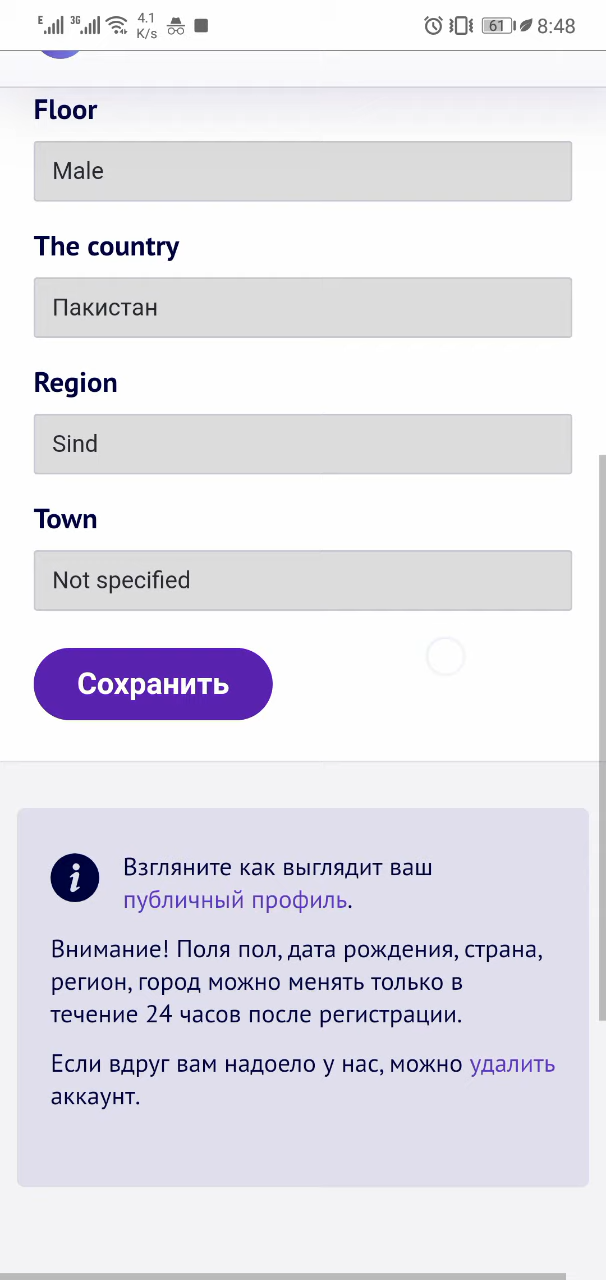 E 3G 4.1 K/s 61 8:48
Floor
Male
The country
Пакистан
Region
Sind
Town
Not specified
Сохранить
Взгляните как выглядит ваш
публичный профиль.
Внимание! Поля пол, дата рождения, страна,
регион, город можно менять только в
течение 24 часов после регистрации.
Если вдруг вам надоело у нас, можно удалить
аккаунт.